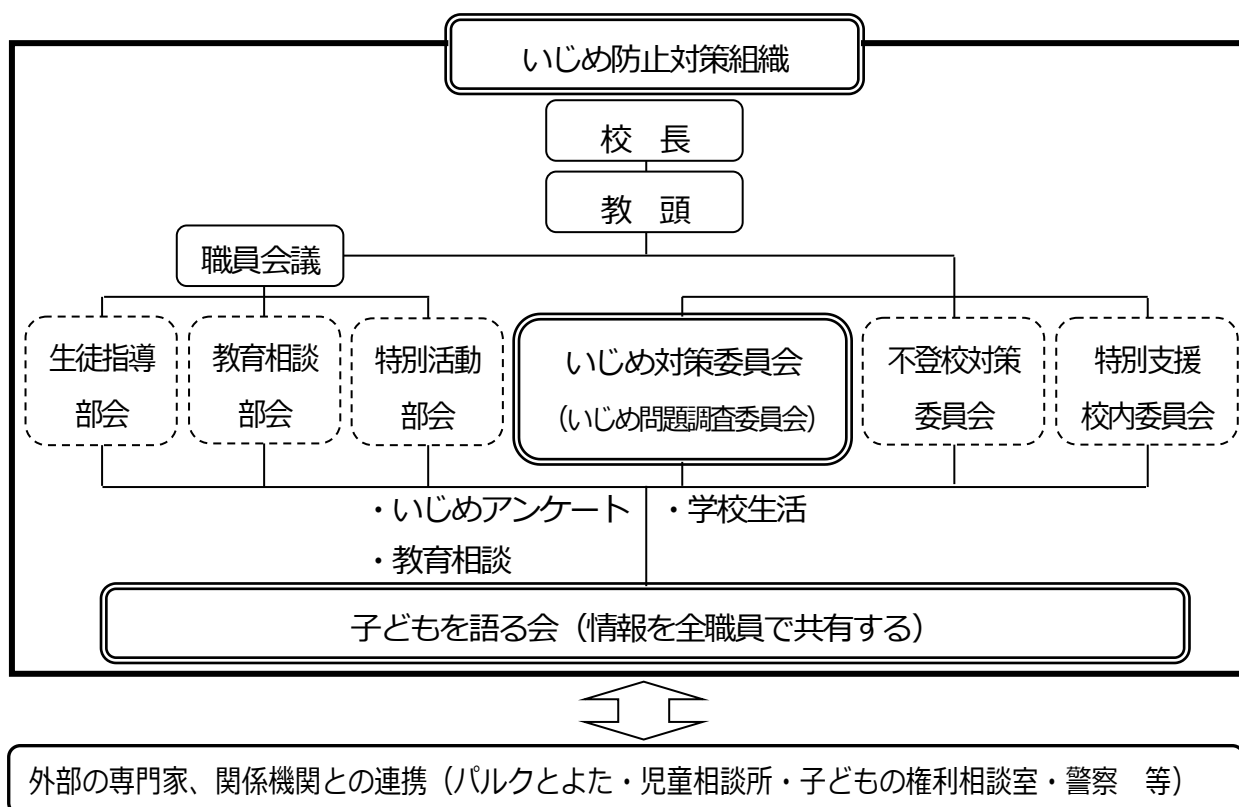 いじめ防止対策組織
校　長
教　頭
職員会議
生徒指導
部会
教育相談
部会
特別活動
部会
いじめ対策委員会
（いじめ問題調査委員会）
不登校対策
委員会
特別支援
校内委員会
・いじめアンケート　・学校生活
・教育相談
子どもを語る会（情報を全職員で共有する）
外部の専門家、関係機関との連携（パルクとよた・児童相談所・子どもの権利相談室・警察　等）